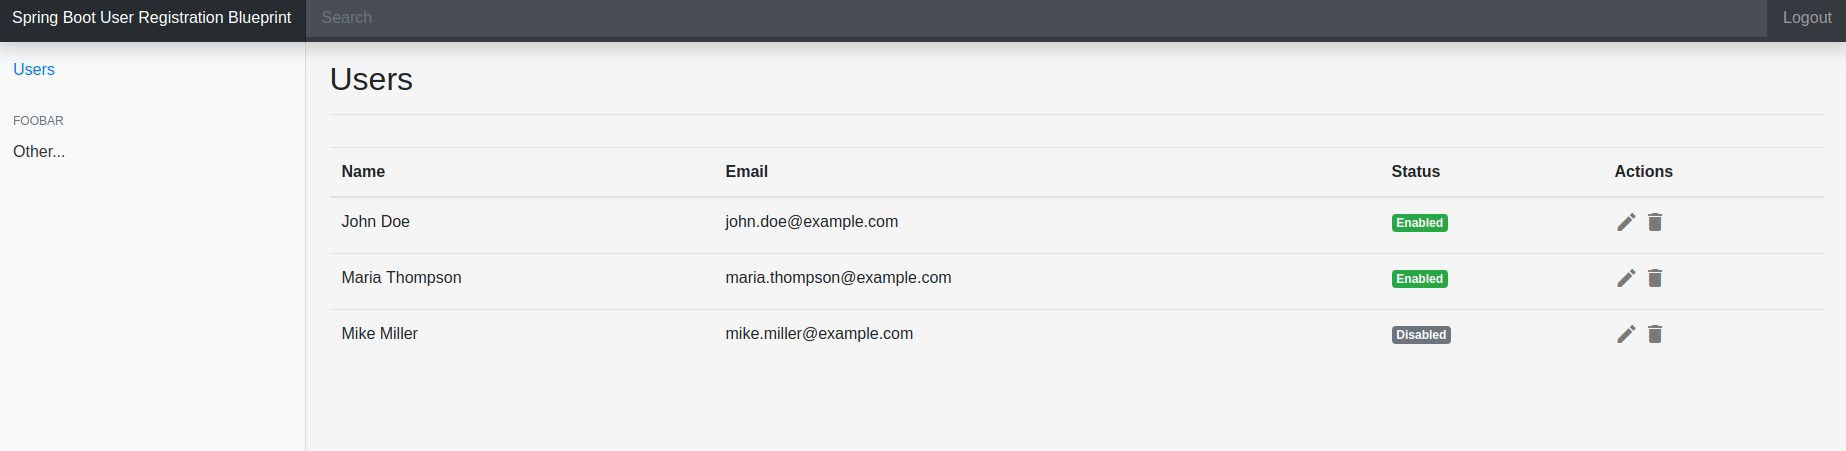 Spring Boot User Registration Blueprint Search Logout
Users
FOOBAR
Other...
Users
Name Email Status Actions
John Doe john.doe@example.com Enabled
Maria Thompson maria.thompson@example.com Enabled
Mike Miller mike.miller@example.com Disabled